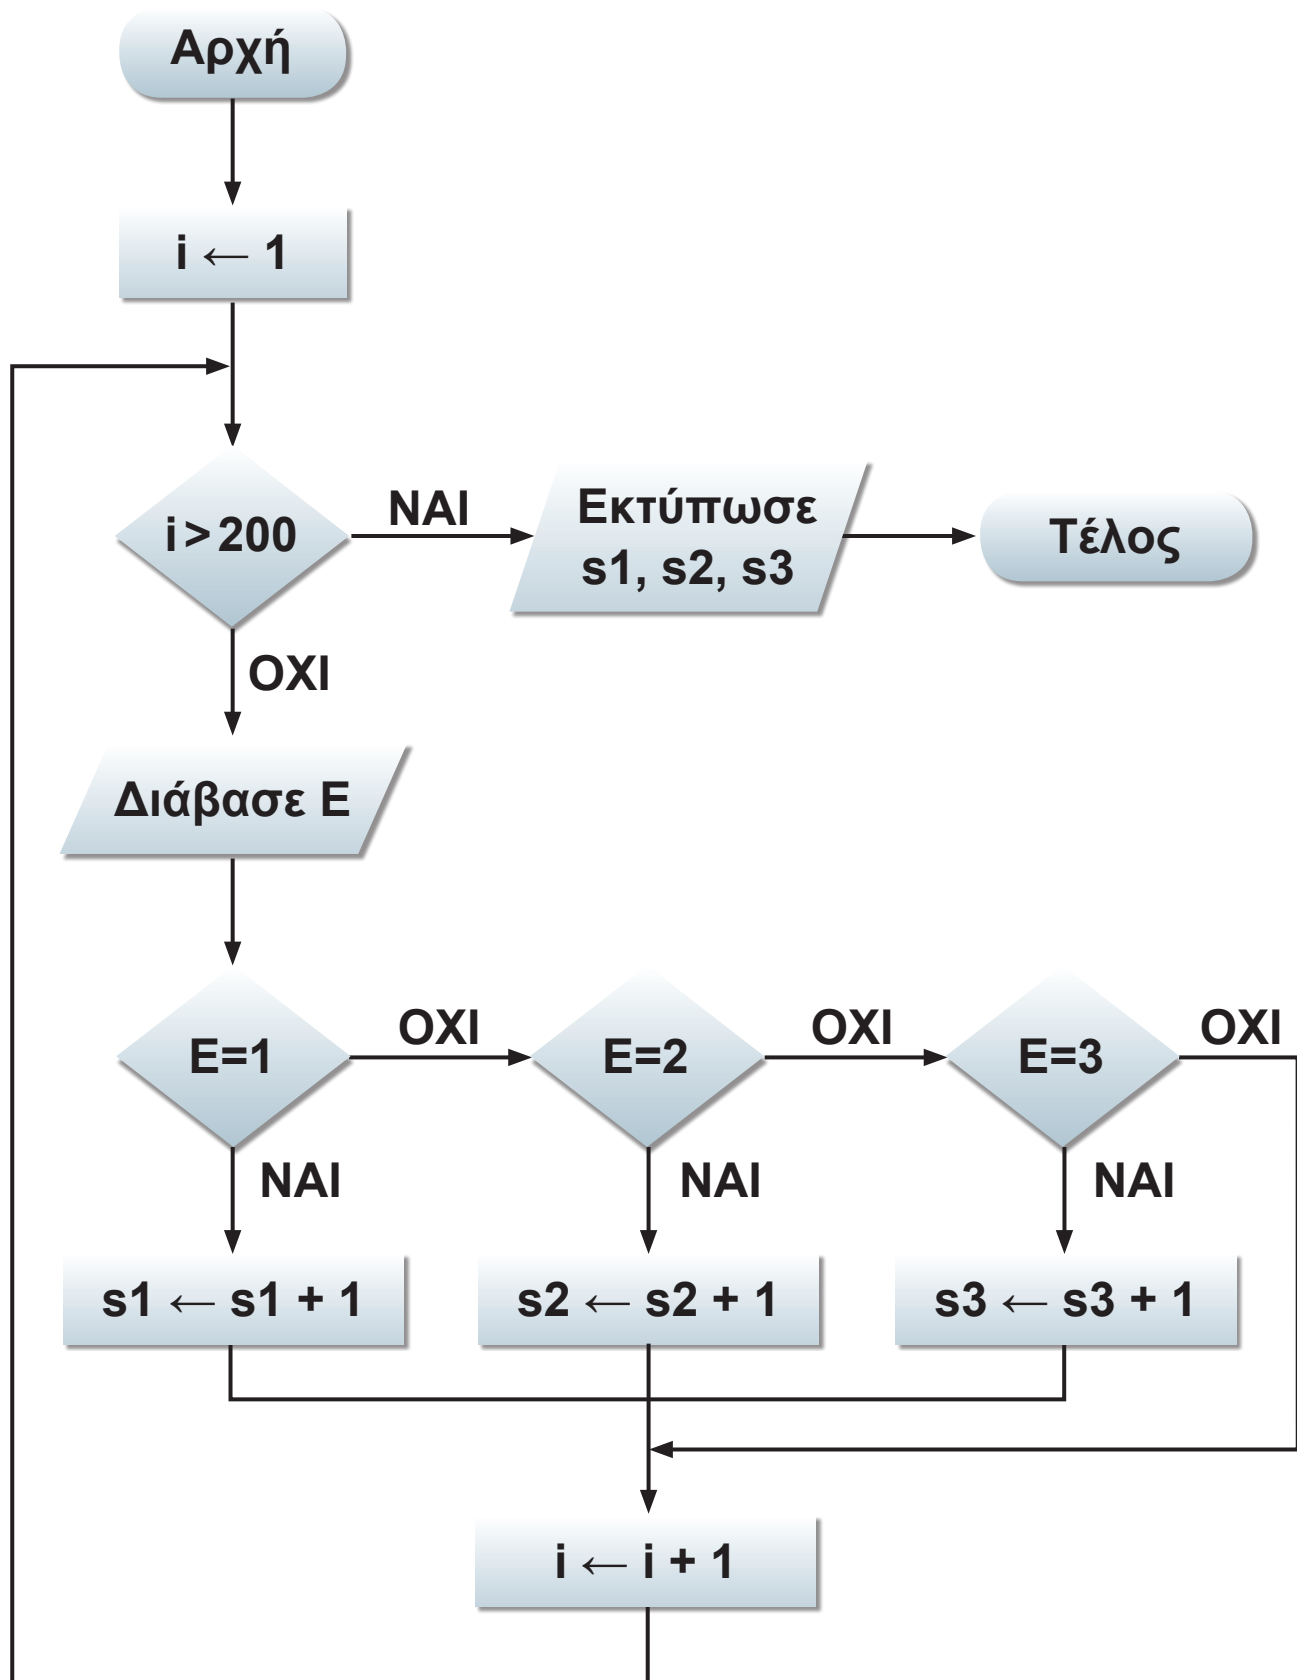 Αρχή
i ← 1
i > 200
ΝΑΙ
Εκτύπωσε
s1, s2, s3
Τέλος
ΟΧΙ
Διάβασε Ε
Ε=1
ΟΧΙ
Ε=2
ΟΧΙ
Ε=3
ΟΧΙ
ΝΑΙ
ΝΑΙ
ΝΑΙ
s1 ← s1 + 1
s2 ← s2 + 1
s3 ← s3 + 1
i ← i + 1